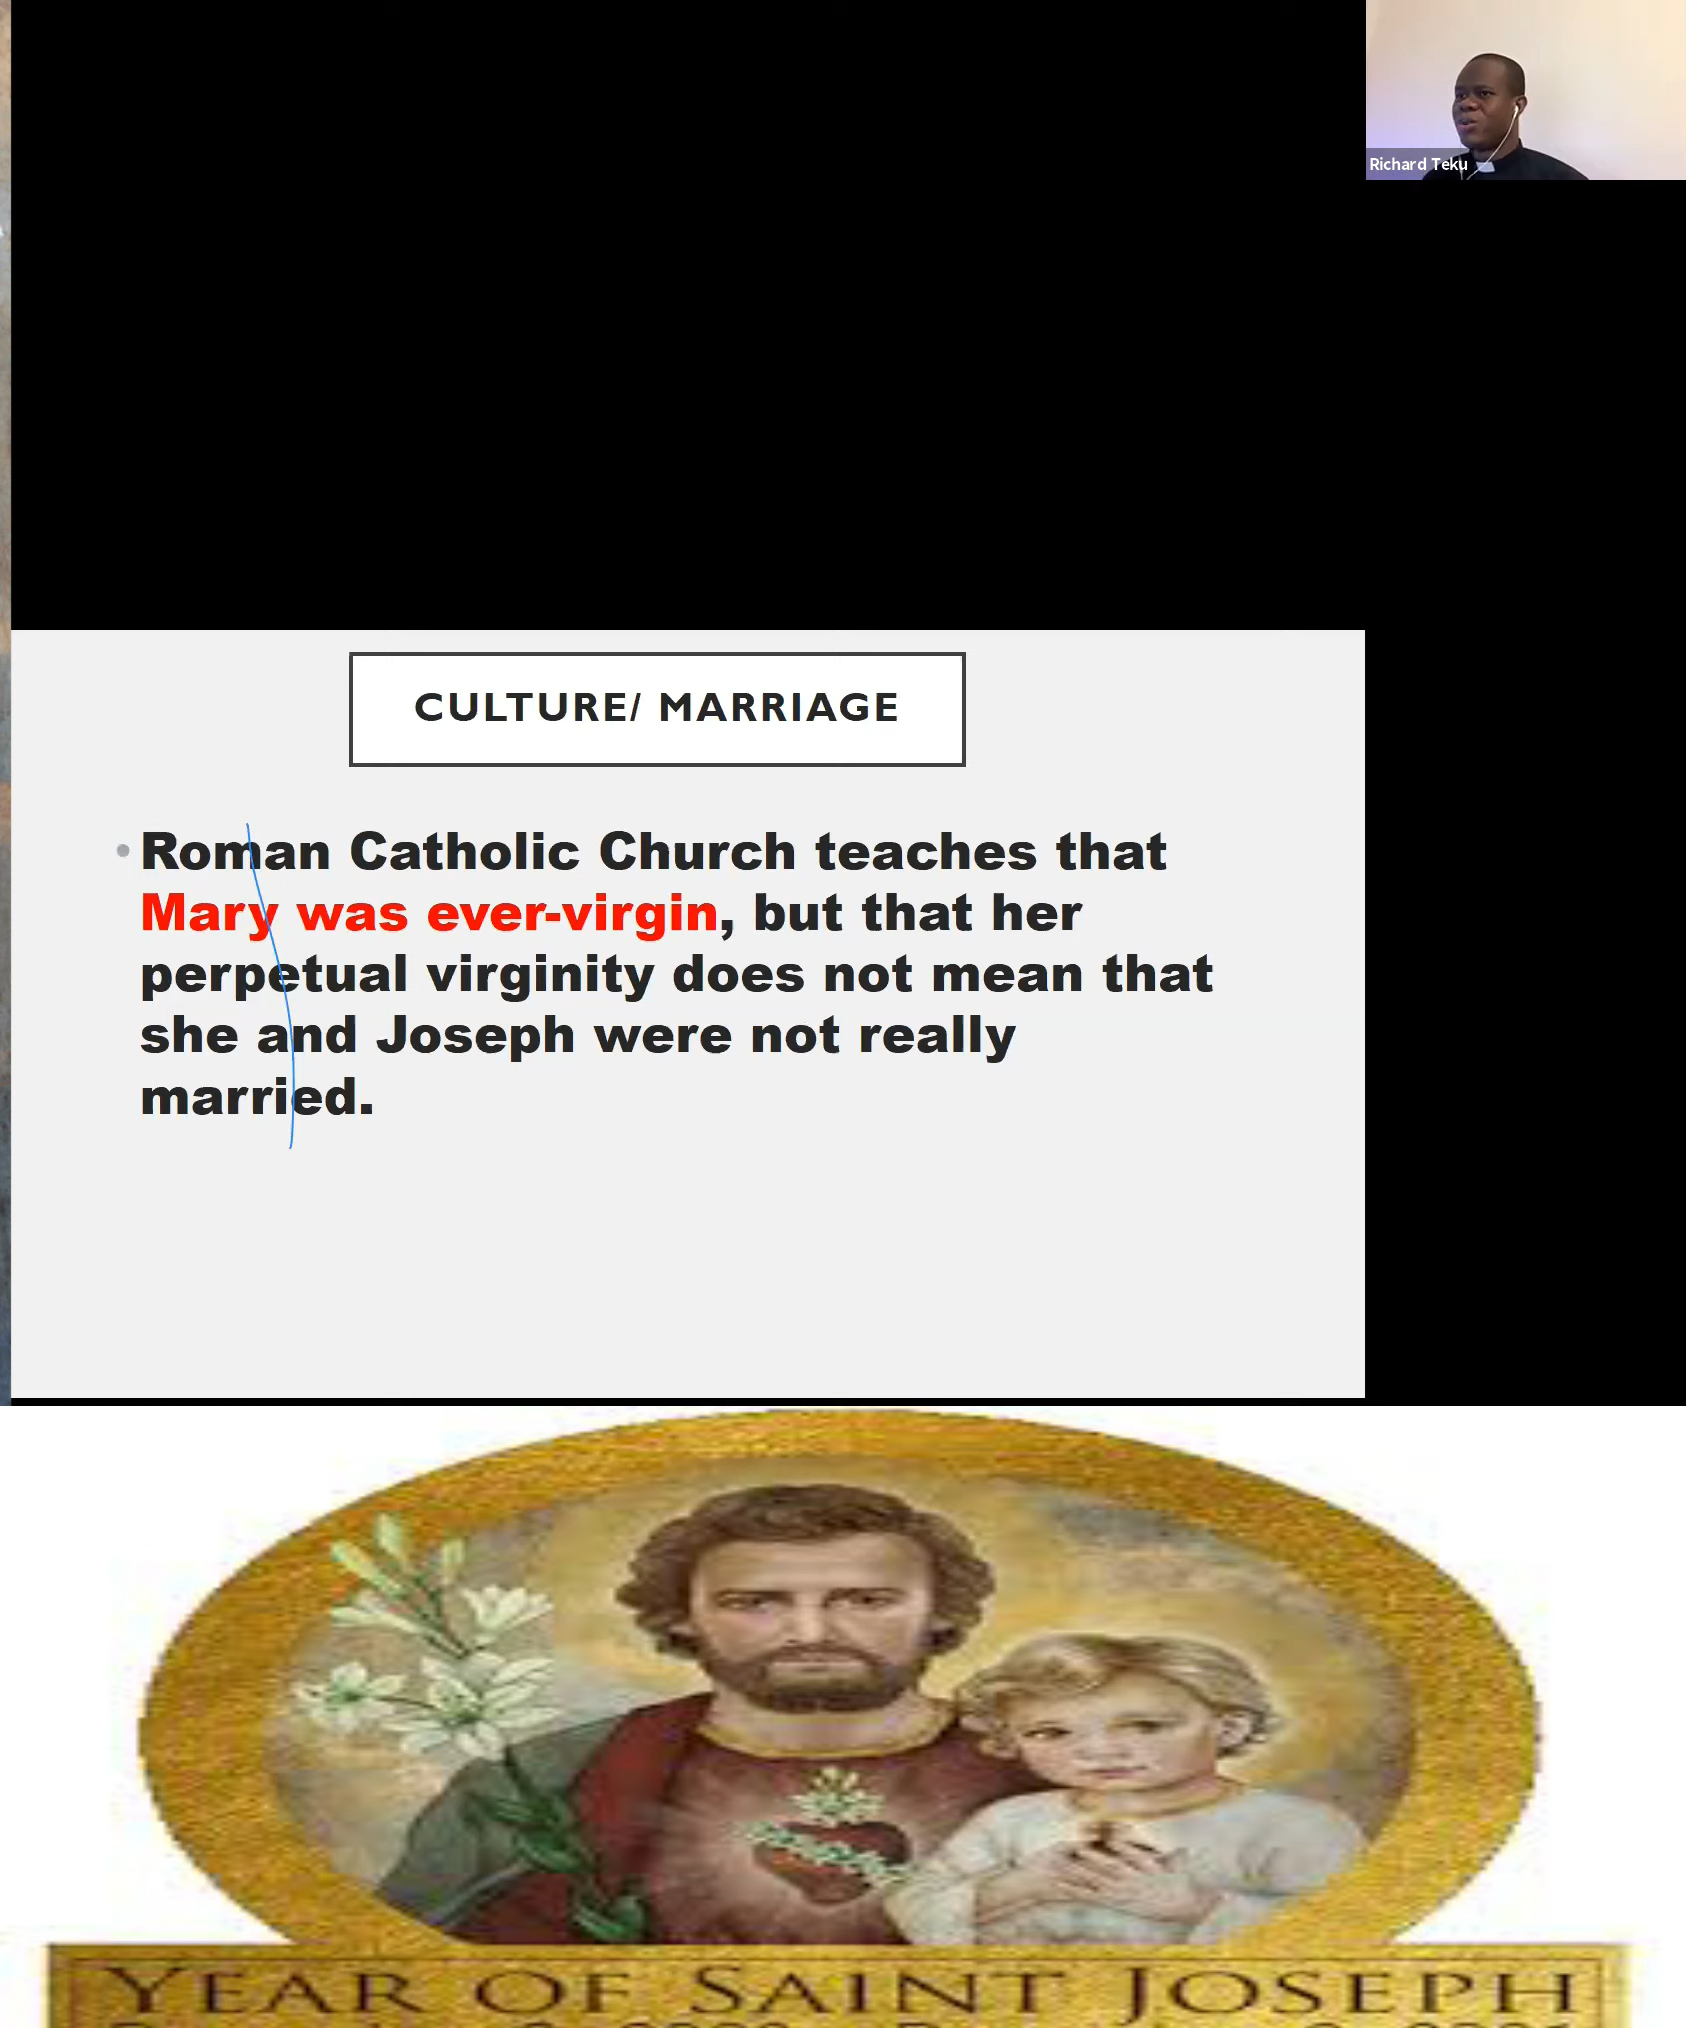 Richard Teku
CULTURE/ MARRIAGE
• Roman Catholic Church teaches that
Mary was ever-virgin, but that her
perpetual virginity does not mean that
she and Joseph were not really
married.
YEAR OF SAINT JOSEPH